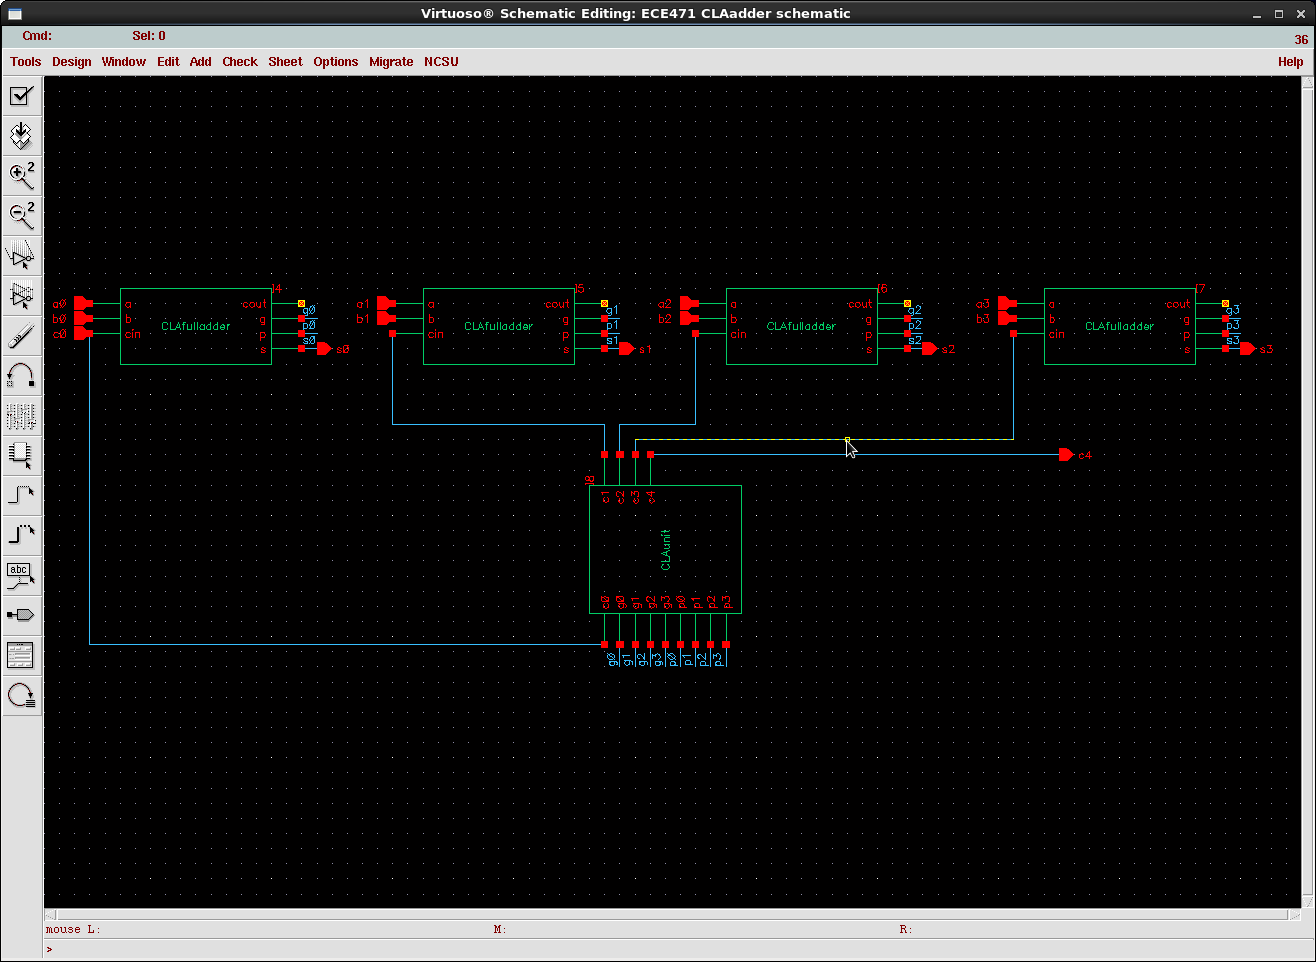 Virtuoso® Schematic Editing: ECE471 CLAadder schematic
Cmd: Sel: 0 36
Tools Design Window Edit Add Check Sheet Options Migrate NCSU Help
2
2
abc
I4 I5 I6 I7
a0 a cout g0 a1 a cout g1 a2 a cout g2 a3 a cout g3
b0 b CLAfulladder g p0 b1 b CLAfulladder g p1 b2 b CLAfulladder g p2 b3 b CLAfulladder g p3
c0 cin p s0 cin p s1 cin p s2 cin p s3
s s0 s s1 s s2 s s3
c4
I8
c1 c2 c3 c4
CLAunit
c0 g0 g1 g2 g3 p0 p1 p2 p3
g0 g1 g2 g3 p0 p1 p2 p3
mouse L: M: R:
>